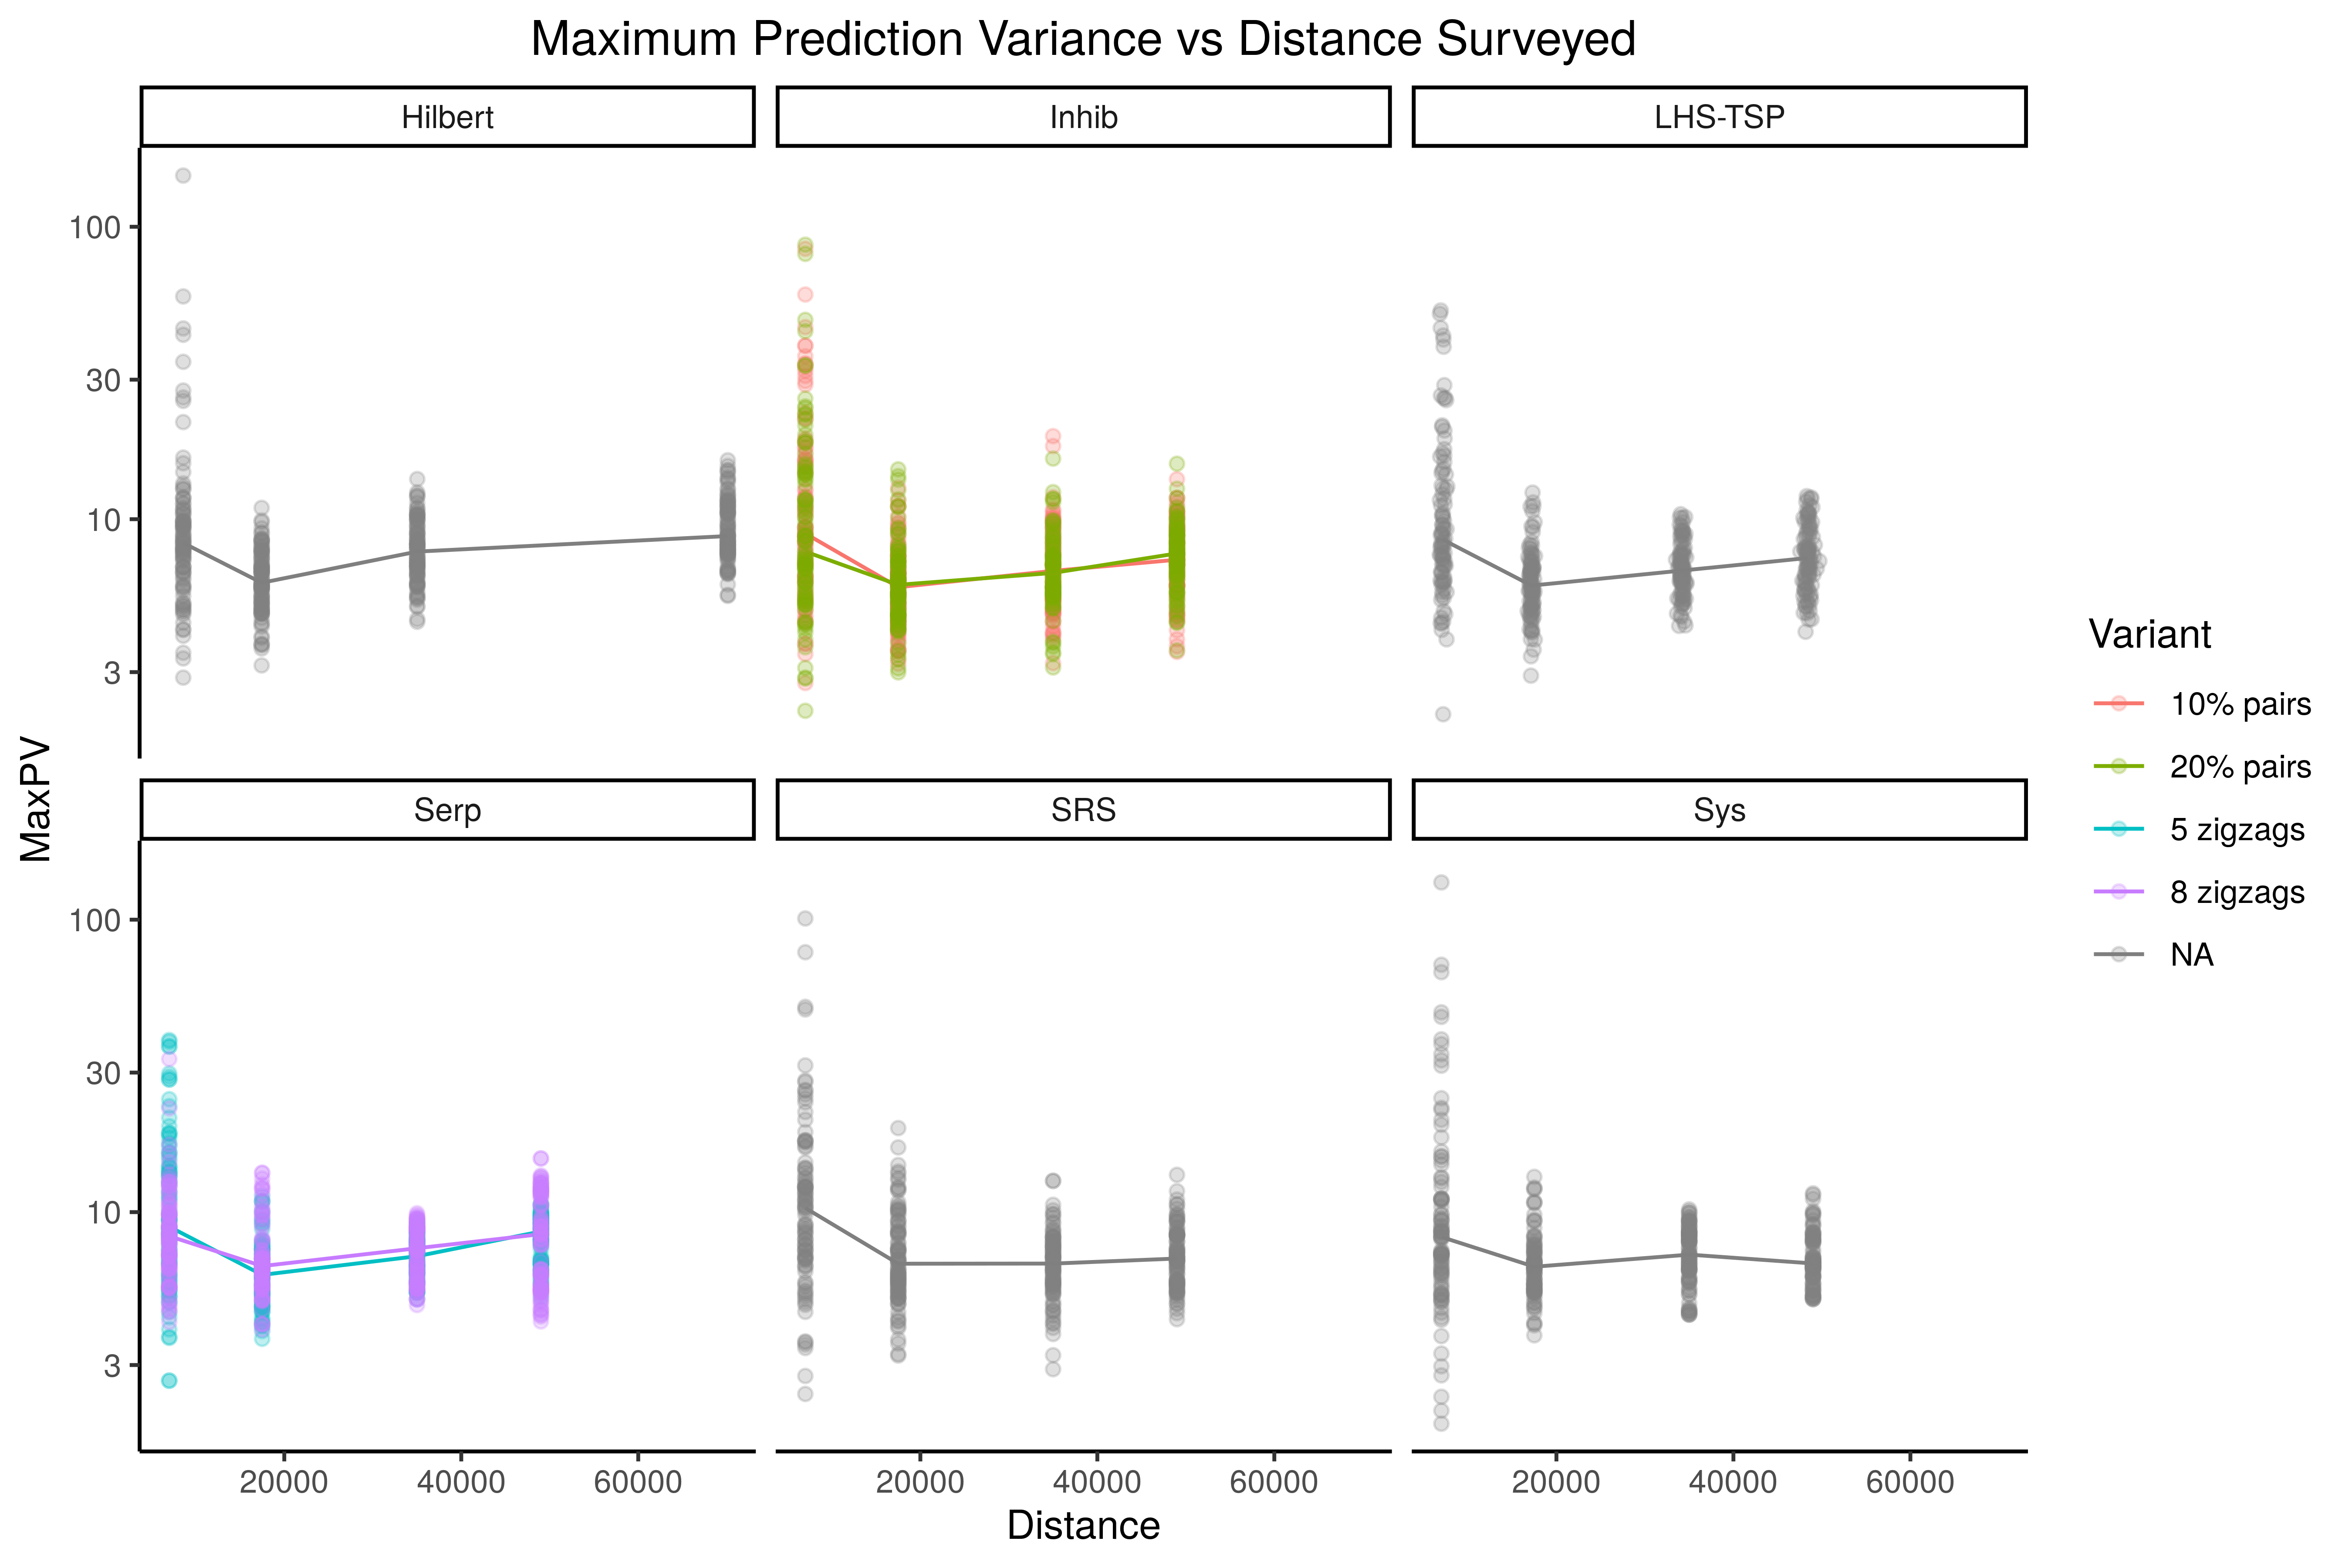 Maximum Prediction Variance vs Distance Surveyed
Hilbert
Inhib
LHS-TSP
100
30
10
3
Serp
SRS
Sys
100
30
10
3
20000
40000
60000
20000
40000
60000
20000
40000
60000
Distance
MaxPV
Variant
10% pairs
20% pairs
5 zigzags
8 zigzags
NA